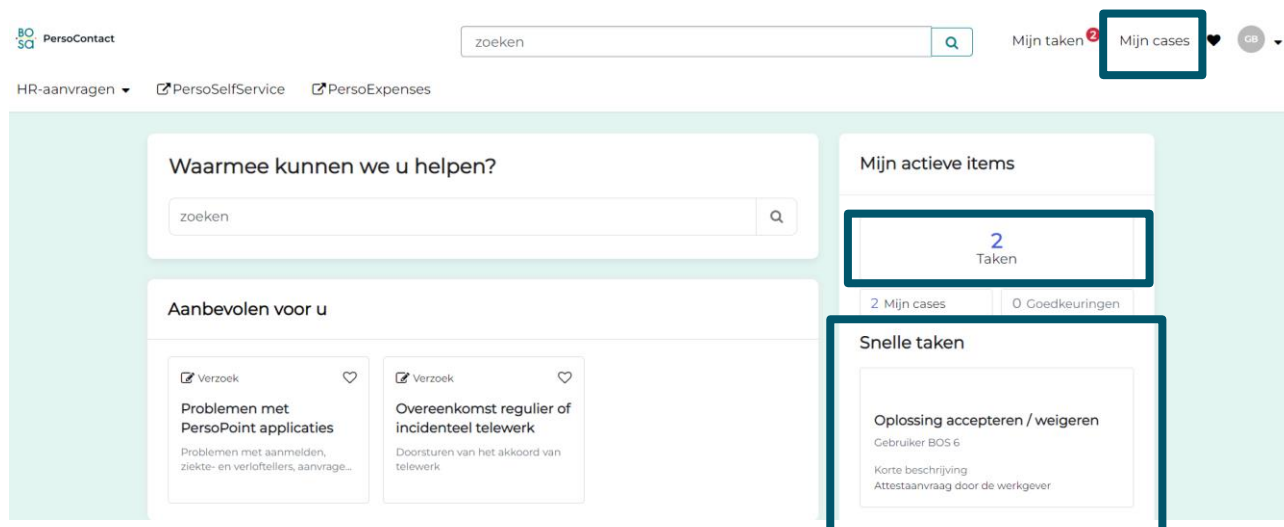 BO
SA
PersoContact
zoeken
Mijn taken 2
Mijn cases
GB
HR-aanvragen
PersoSelfService
PersoExpenses
Waarmee kunnen we u helpen?
zoeken
Aanbevolen voor u
Verzoek
Problemen met
PersoPoint applicaties
Problemen met aanmelden,
ziekte- en verloftellers, aanvrage...
Verzoek
Overeenkomst regulier of
incidenteel telewerk
Doorsturen van het akkoord van
telewerk
Mijn actieve items
2
Taken
2 Mijn cases
0 Goedkeuringen
Snelle taken
Oplossing accepteren / weigeren
Gebruiker BOS 6
Korte beschrijving
Attestaanvraag door de werkgever